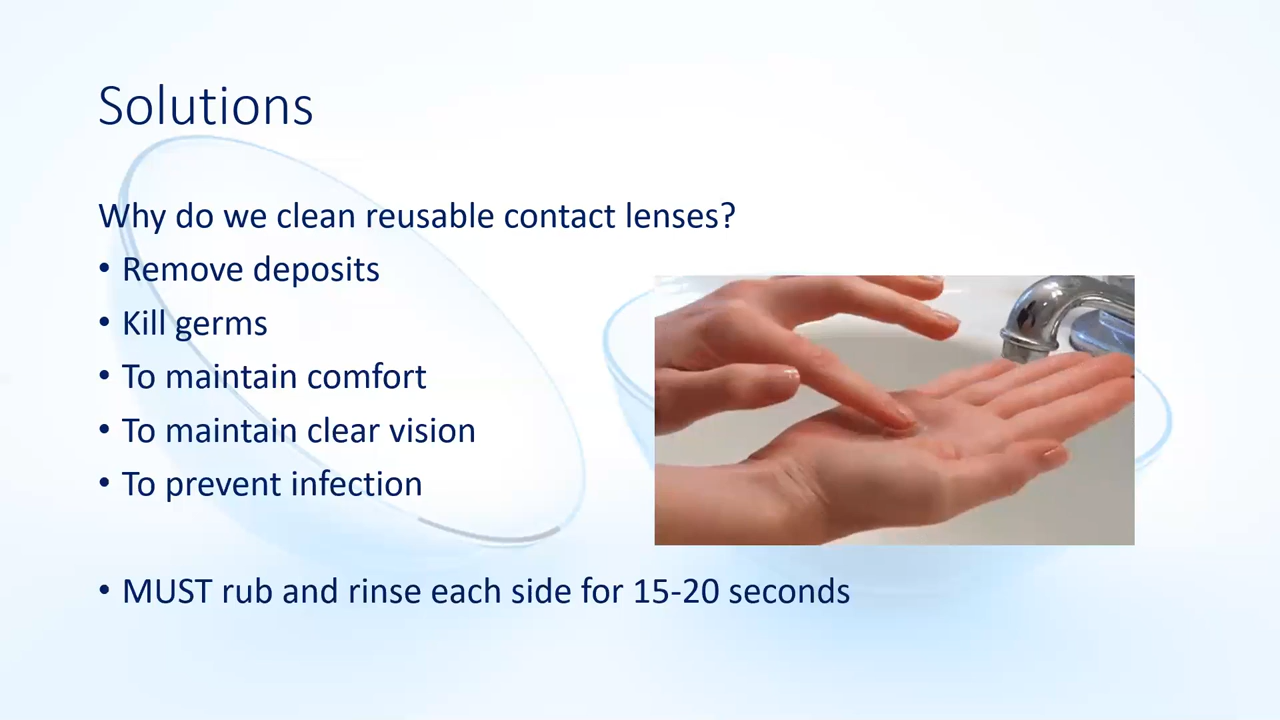 Solutions
Why do we clean reusable contact lenses?
• Remove deposits
• Kill germs
• To maintain comfort
• To maintain clear vision
• To prevent infection
• MUST rub and rinse each side for 15-20 seconds